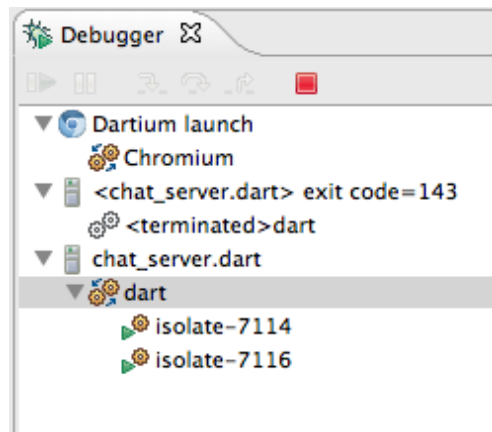 Debugger
Dartium launch
Chromium
<chat_server.dart> exit code=143
<terminated>dart
chat_server.dart
dart
isolate-7114
isolate-7116